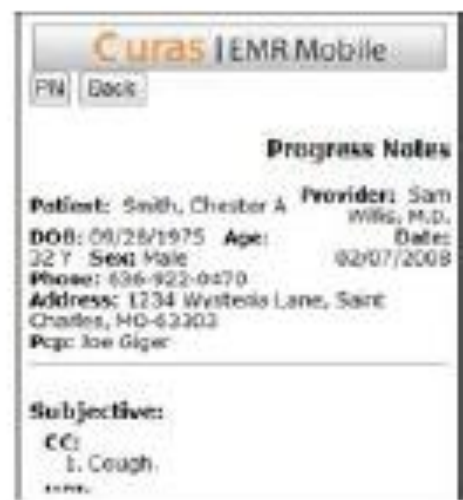 Curas | EMR Mobile
PN Back
Progress Notes
Patient: Smith, Chester A Provider: Sam Willis, M.D.
DOB: 09/28/1975 Age: 32 Y Sex: Male Date: 02/07/2008
Phone: 636-922-0470
Address: 1234 Wysteria Lane, Saint
Charles, MO-63303
Pcp: Joe Giger
Subjective:
CC:
1. Cough.